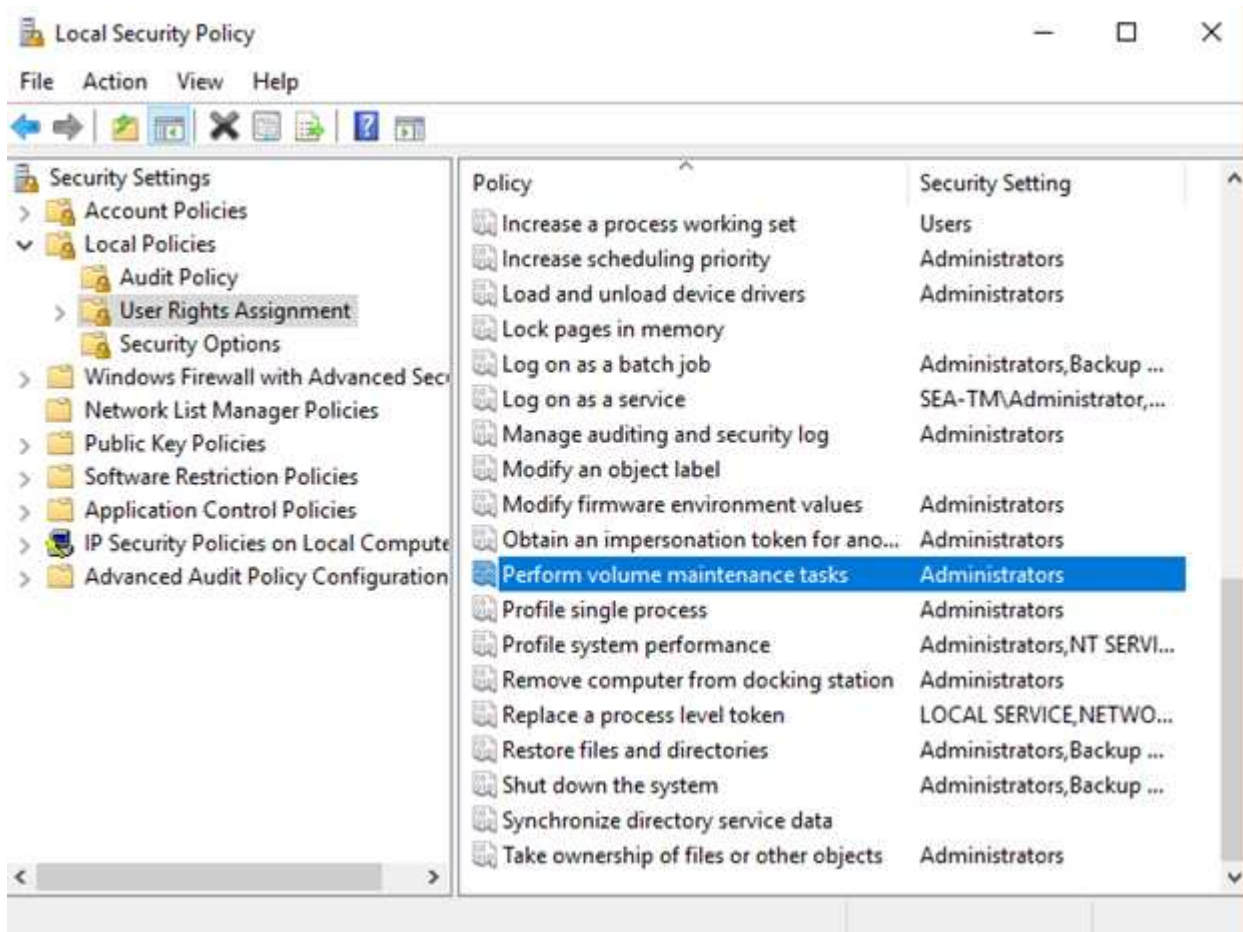 Local Security Policy
File Action View Help
Security Settings
Account Policies
Local Policies
Audit Policy
User Rights Assignment
Security Options
Windows Firewall with Advanced Secu
Network List Manager Policies
Public Key Policies
Software Restriction Policies
Application Control Policies
IP Security Policies on Local Compute
Advanced Audit Policy Configuration
Policy Security Setting
Increase a process working set Users
Increase scheduling priority Administrators
Load and unload device drivers Administrators
Lock pages in memory
Log on as a batch job Administrators,Backup ...
Log on as a service SEA-TM\Administrator,...
Manage auditing and security log Administrators
Modify an object label
Modify firmware environment values Administrators
Obtain an impersonation token for ano... Administrators
Perform volume maintenance tasks Administrators
Profile single process Administrators
Profile system performance Administrators,NT SERVI...
Remove computer from docking station Administrators
Replace a process level token LOCAL SERVICE,NETWO...
Restore files and directories Administrators,Backup ...
Shut down the system Administrators,Backup ...
Synchronize directory service data
Take ownership of files or other objects Administrators